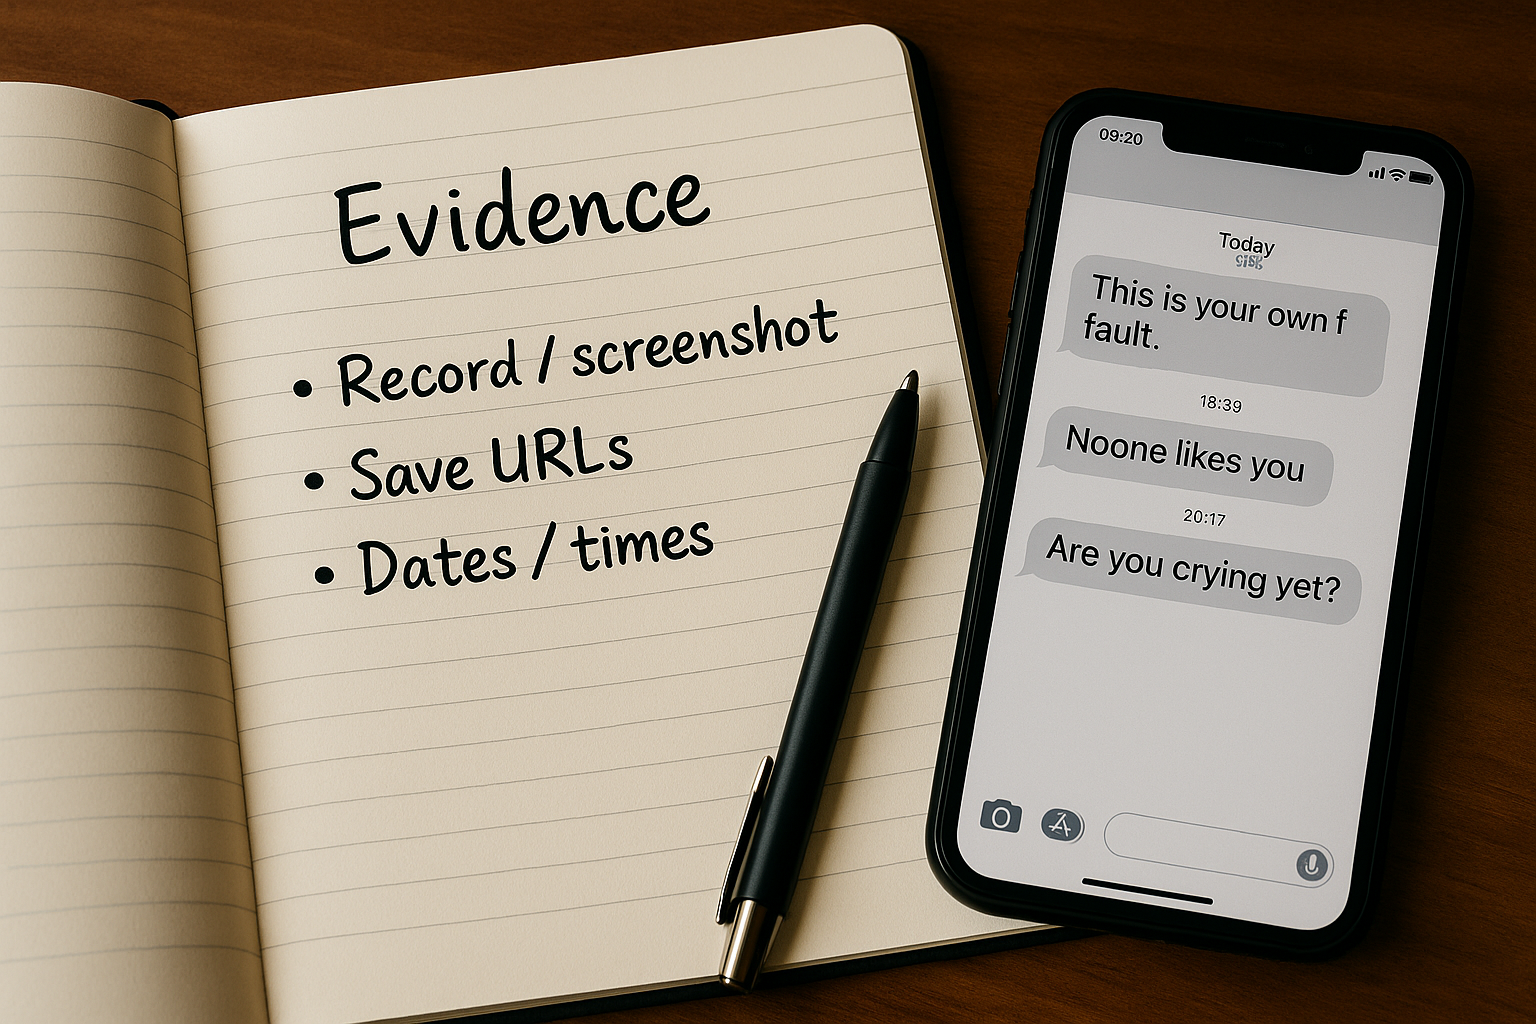 Evidence
• Record / screenshot
• Save URLs
• Dates / times
09:20
Today
This is your own f
fault.
18:39
Noone likes you
20:17
Are you crying yet?